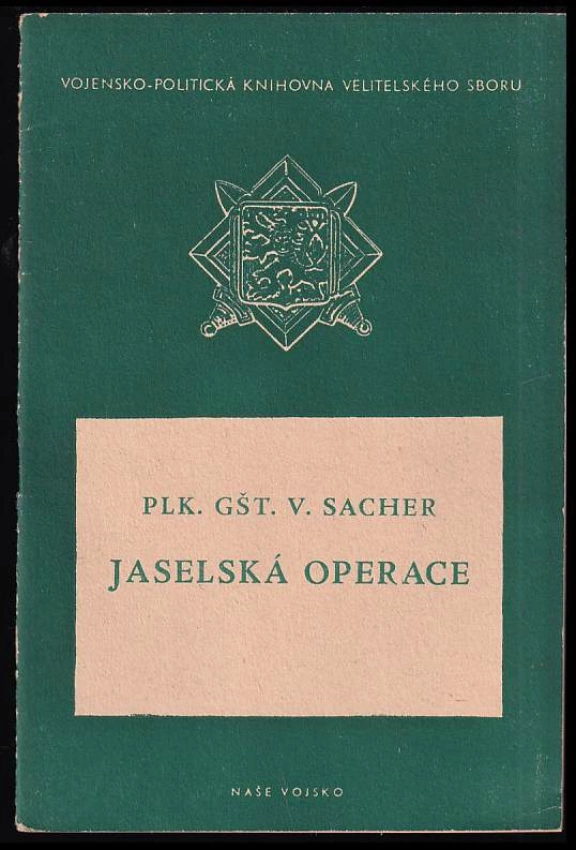 VOJENSKO-POLITICKÁ KNIHOVNA VELITELSKÉHO SBORU
PLK. GŠT. V. SACHER
JASELSKÁ OPERACE
NAŠE VOJSKO